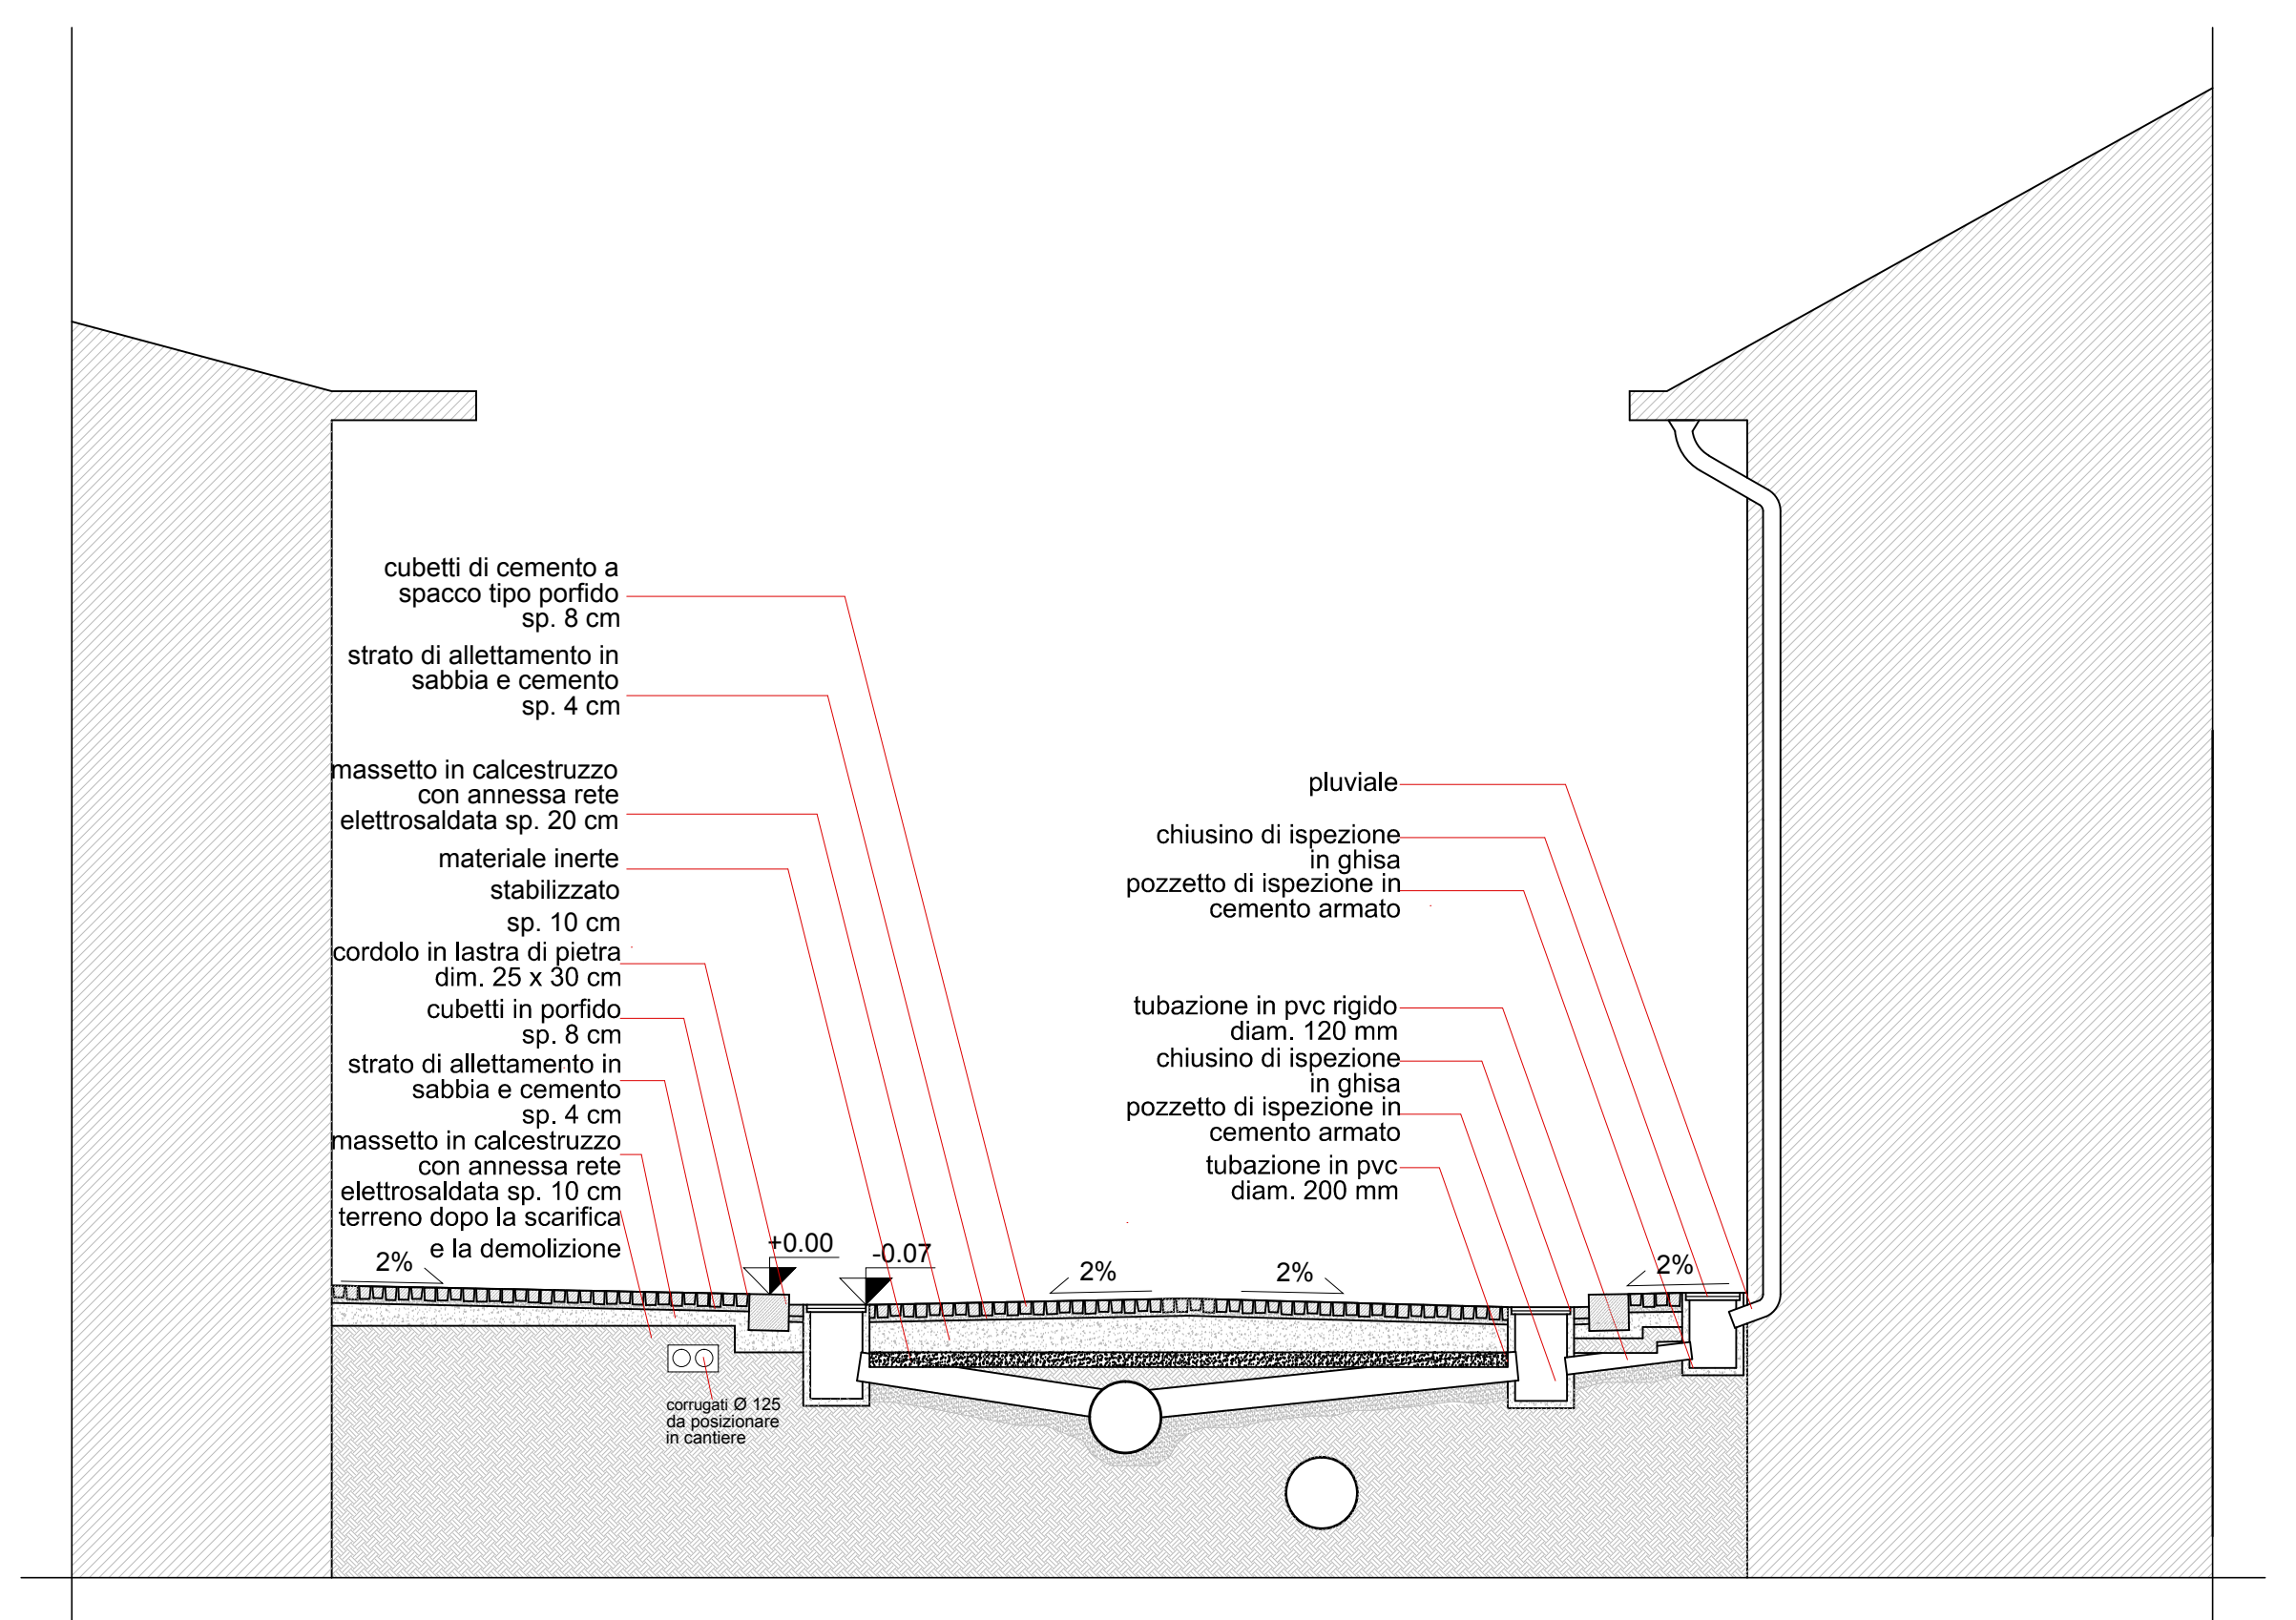 cubetti di cemento a
spacco tipo porfido
sp. 8 cm
strato di allettamento in
sabbia e cemento
sp. 4 cm
massetto in calcestruzzo
con annessa rete
elettrosaldata sp. 20 cm
materiale inerte
stabilizzato
sp. 10 cm
cordolo in lastra di pietra
dim. 25 x 30 cm
cubetti in porfido
sp. 8 cm
strato di allettamento in
sabbia e cemento
sp. 4 cm
massetto in calcestruzzo
con annessa rete
elettrosaldata sp. 10 cm
terreno dopo la scarifica
e la demolizione
pluviale
chiusino di ispezione
in ghisa
pozzetto di ispezione in
cemento armato
tubazione in pvc rigido
diam. 120 mm
chiusino di ispezione
in ghisa
pozzetto di ispezione in
cemento armato
tubazione in pvc
diam. 200 mm
2%
+0.00
-0.07
2%
2%
2%
corrugati Ø 125
da posizionare
in cantiere